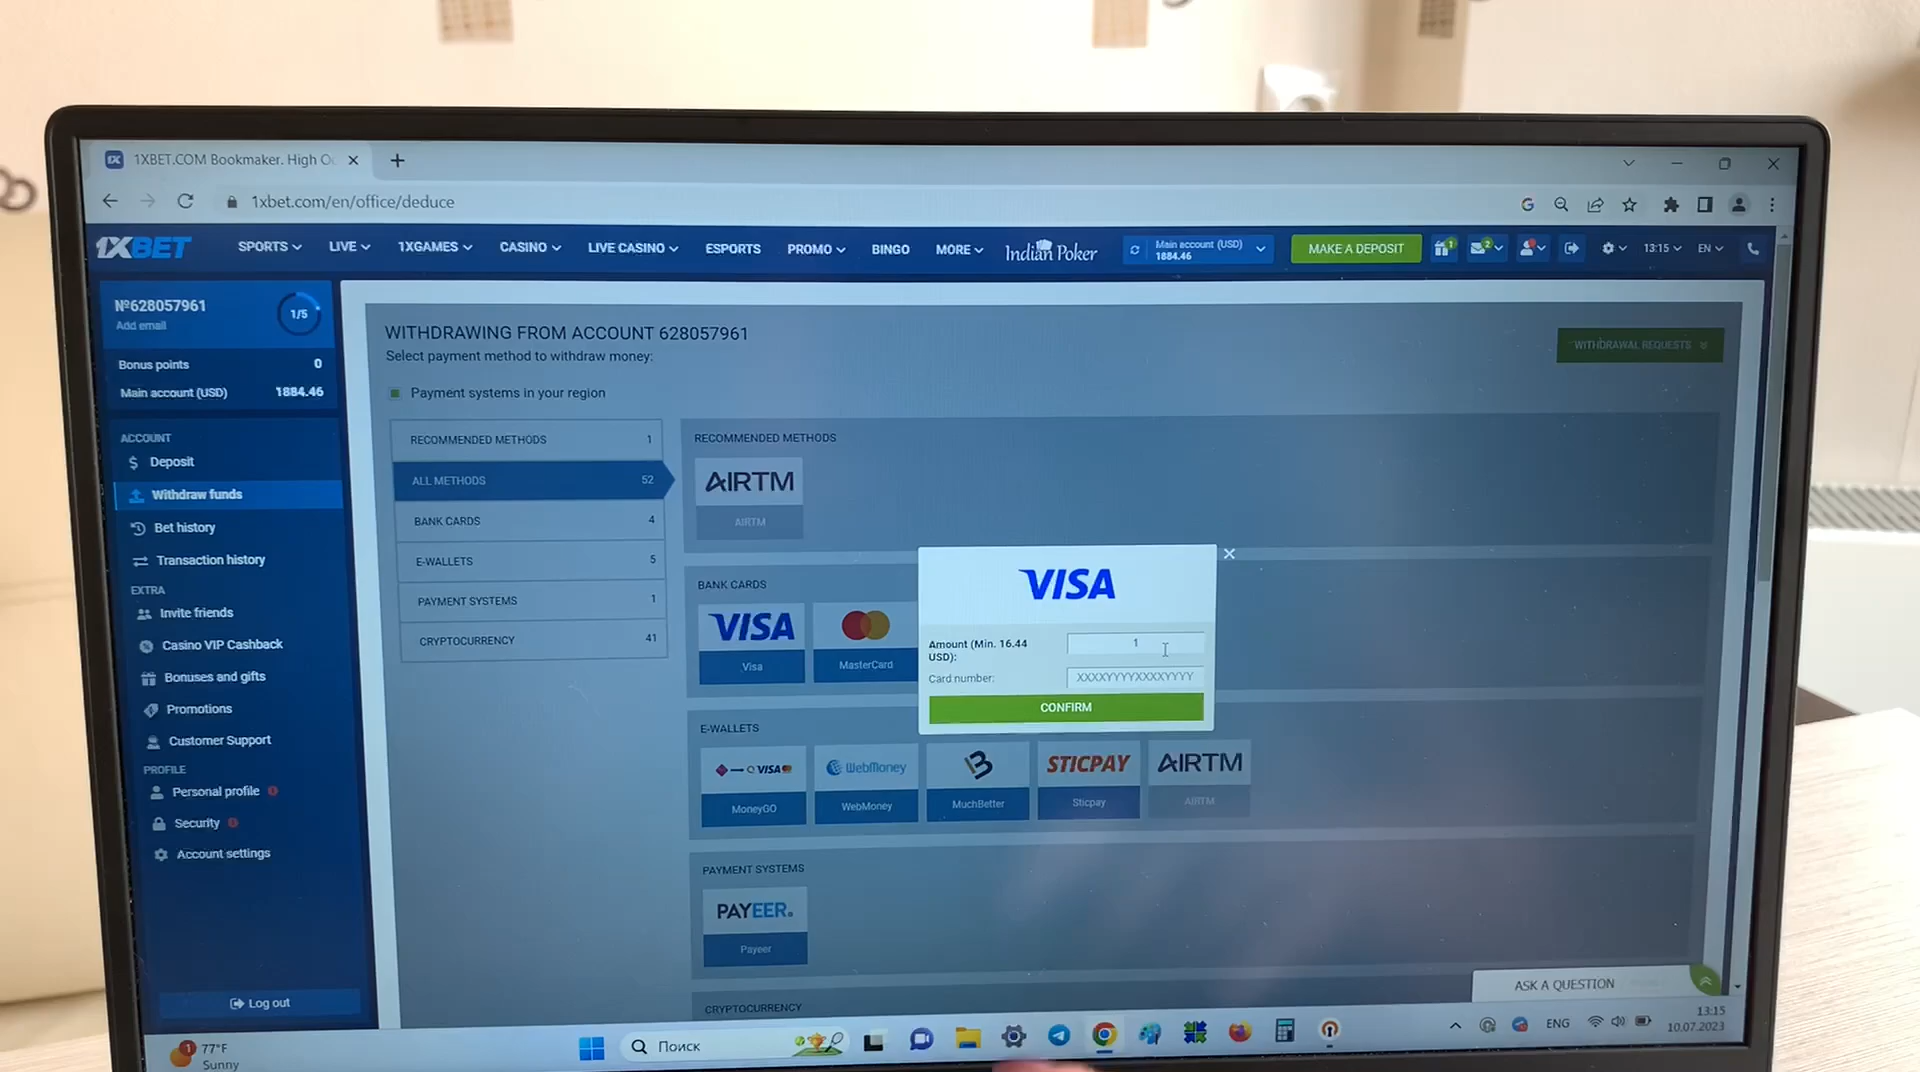 1XBET.COM Bookmaker. High O
1xbet.com/en/office/deduce
1XBET
SPORTS
LIVE
1XGAMES
CASINO
LIVE CASINO
ESPORTS
PROMO
BINGO
MORE
Indian Poker
Main account (USD)
1884.46
MAKE A DEPOSIT
1
2
13:15
EN
№628057961
Add email
1/5
Bonus points 0
Main account (USD) 1884.46
ACCOUNT
Deposit
Withdraw funds
Bet history
Transaction history
EXTRA
Invite friends
Casino VIP Cashback
Bonuses and gifts
Promotions
Customer Support
PROFILE
Personal profile
Security
Account settings
Log out
WITHDRAWING FROM ACCOUNT 628057961
Select payment method to withdraw money:
WITHDRAWAL REQUESTS
Payment systems in your region
RECOMMENDED METHODS 1
ALL METHODS 52
BANK CARDS 4
E-WALLETS 5
PAYMENT SYSTEMS 1
CRYPTOCURRENCY 41
RECOMMENDED METHODS
AIRTM
AIRTM
BANK CARDS
VISA
Visa
MasterCard
VISA
Amount (Min. 16.44
USD):
1
Card number:
XXXXYYYYXXXXYYYY
CONFIRM
E-WALLETS
VISA
MoneyGO
WebMoney
WebMoney
MuchBetter
STICPAY
Sticpay
AIRTM
AIRTM
PAYMENT SYSTEMS
PAYEER
Payeer
CRYPTOCURRENCY
ASK A QUESTION
1
77°F
Sunny
Поиск
ENG
13:15
10.07.2023